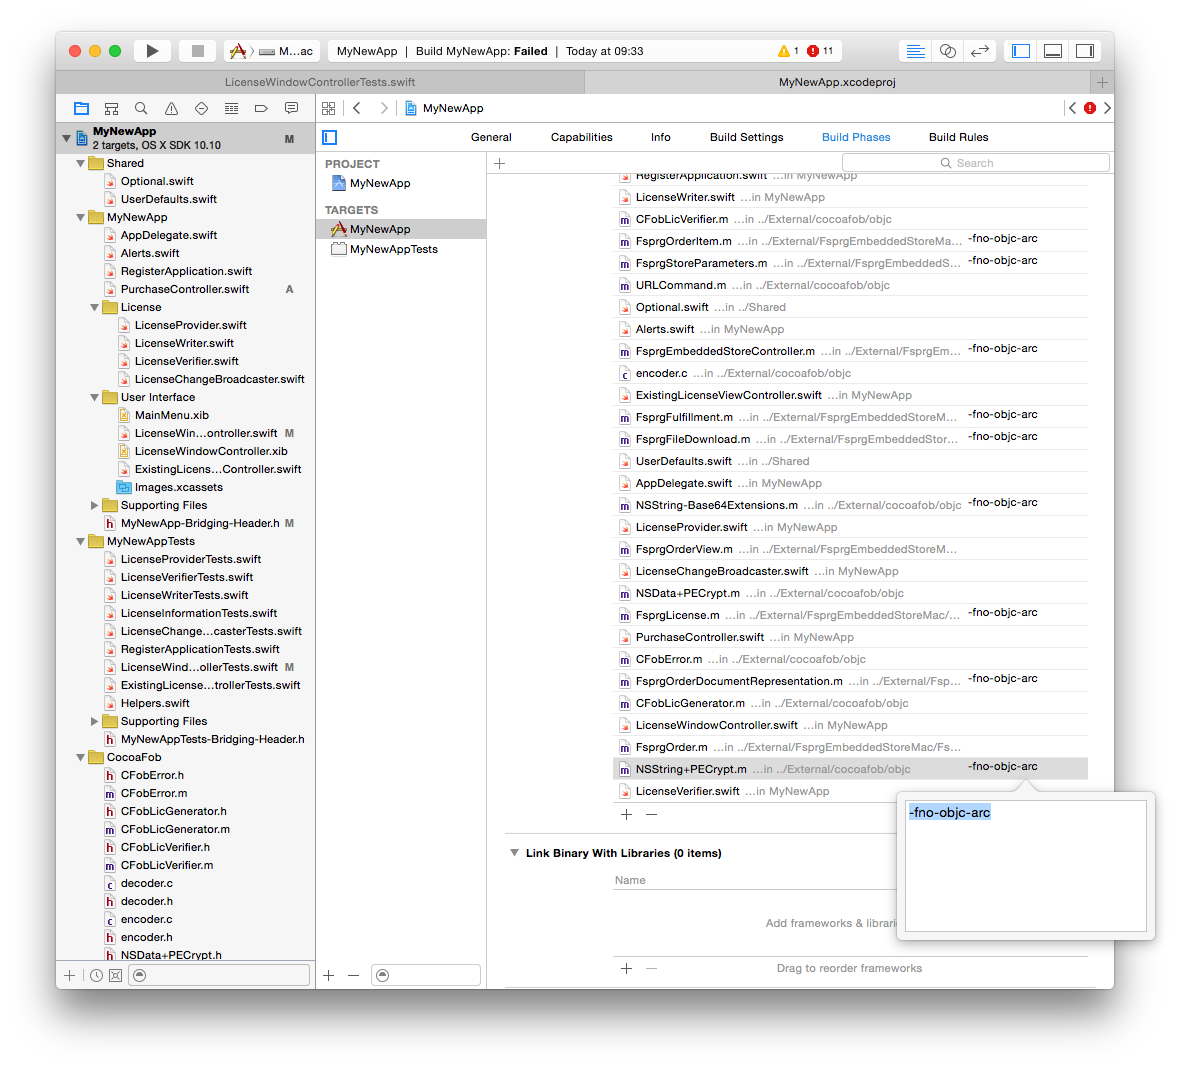 M...ac
MyNewApp | Build MyNewApp: Failed | Today at 09:33
1
11
LicenseWindowControllerTests.swift
MyNewApp.xcodeproj
MyNewApp
MyNewApp
2 targets, OS X SDK 10.10
M
Shared
Optional.swift
UserDefaults.swift
MyNewApp
AppDelegate.swift
Alerts.swift
RegisterApplication.swift
PurchaseController.swift A
License
LicenseProvider.swift
LicenseWriter.swift
LicenseVerifier.swift
LicenseChangeBroadcaster.swift
User Interface
MainMenu.xib
LicenseWin...ontroller.swift M
LicenseWindowController.xib
ExistingLicens...Controller.swift
Images.xcassets
Supporting Files
MyNewApp-Bridging-Header.h M
MyNewAppTests
LicenseProviderTests.swift
LicenseVerifierTests.swift
LicenseWriterTests.swift
LicenseInformationTests.swift
LicenseChange...casterTests.swift
RegisterApplicationTests.swift
LicenseWind...ollerTests.swift M
ExistingLicense...trollerTests.swift
Helpers.swift
Supporting Files
MyNewAppTests-Bridging-Header.h
CocoaFob
CFobError.h
CFobError.m
CFobLicGenerator.h
CFobLicGenerator.m
CFobLicVerifier.h
CFobLicVerifier.m
decoder.c
decoder.h
encoder.c
encoder.h
NSData+PECrypt.h
General
Capabilities
Info
Build Settings
Build Phases
Build Rules
PROJECT
MyNewApp
TARGETS
MyNewApp
MyNewAppTests
Search
RegisterApplication.swift ...in MyNewApp
LicenseWriter.swift ...in MyNewApp
CFobLicVerifier.m ...in ../External/cocoafob/objc
FsprgOrderItem.m ...in ../External/FsprgEmbeddedStoreMa... -fno-objc-arc
FsprgStoreParameters.m ...in ../External/FsprgEmbeddedS... -fno-objc-arc
URLCommand.m ...in ../External/cocoafob/objc
Optional.swift ...in ../Shared
Alerts.swift ...in MyNewApp
FsprgEmbeddedStoreController.m ...in ../External/FsprgEm... -fno-objc-arc
encoder.c ...in ../External/cocoafob/objc
ExistingLicenseViewController.swift ...in MyNewApp
FsprgFulfillment.m ...in ../External/FsprgEmbeddedStoreM... -fno-objc-arc
FsprgFileDownload.m ...in ../External/FsprgEmbeddedStor... -fno-objc-arc
UserDefaults.swift ...in ../Shared
AppDelegate.swift ...in MyNewApp
NSString-Base64Extensions.m ...in ../External/cocoafob/objc -fno-objc-arc
LicenseProvider.swift ...in MyNewApp
FsprgOrderView.m ...in ../External/FsprgEmbeddedStoreM...
LicenseChangeBroadcaster.swift ...in MyNewApp
NSData+PECrypt.m ...in ../External/cocoafob/objc
FsprgLicense.m ...in ../External/FsprgEmbeddedStoreMac/... -fno-objc-arc
PurchaseController.swift ...in MyNewApp
CFobError.m ...in ../External/cocoafob/objc
FsprgOrderDocumentRepresentation.m ...in ../External/Fsp... -fno-objc-arc
CFobLicGenerator.m ...in ../External/cocoafob/objc
LicenseWindowController.swift ...in MyNewApp
FsprgOrder.m ...in ../External/FsprgEmbeddedStoreMac/Fs...
NSString+PECrypt.m ...in ../External/cocoafob/objc -fno-objc-arc
LicenseVerifier.swift ...in MyNewApp
-fno-objc-arc
Link Binary With Libraries (0 items)
Name
Add frameworks & librari
Drag to reorder frameworks